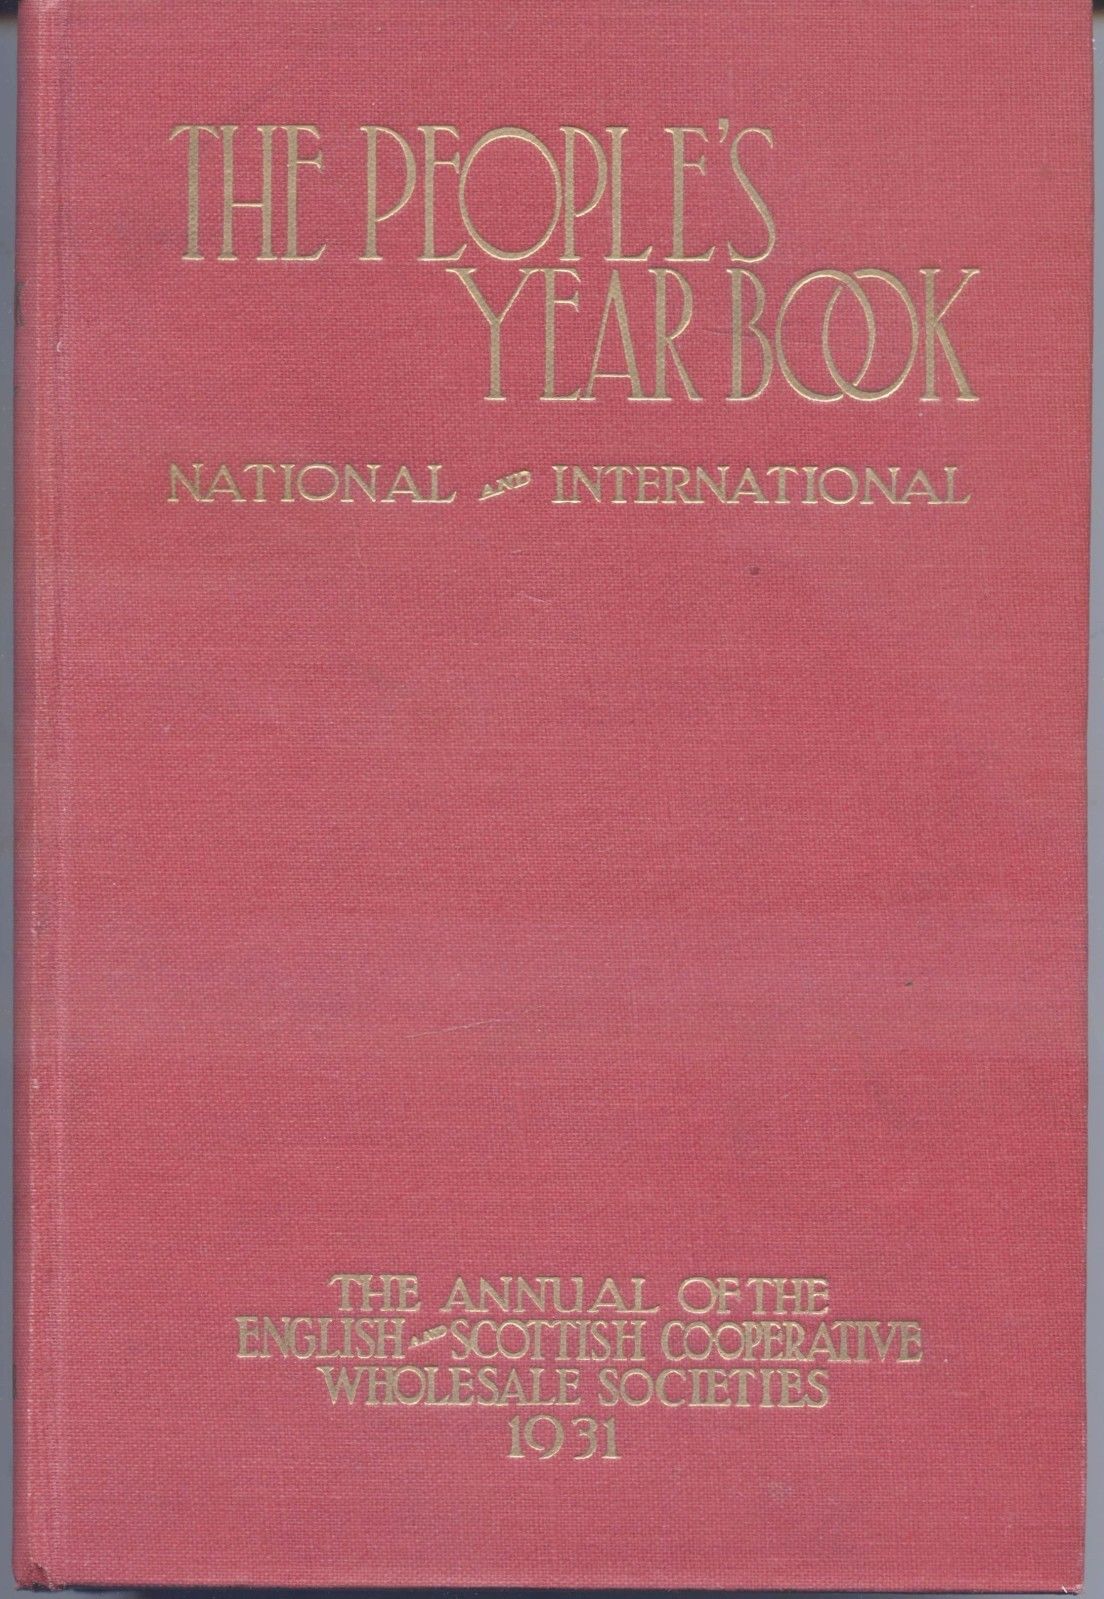 THE PEOPLE'S
YEAR BOOK
NATIONAL AND INTERNATIONAL
THE ANNUAL OF THE
ENGLISH AND SCOTTISH COOPERATIVE
WHOLESALE SOCIETIES
1931